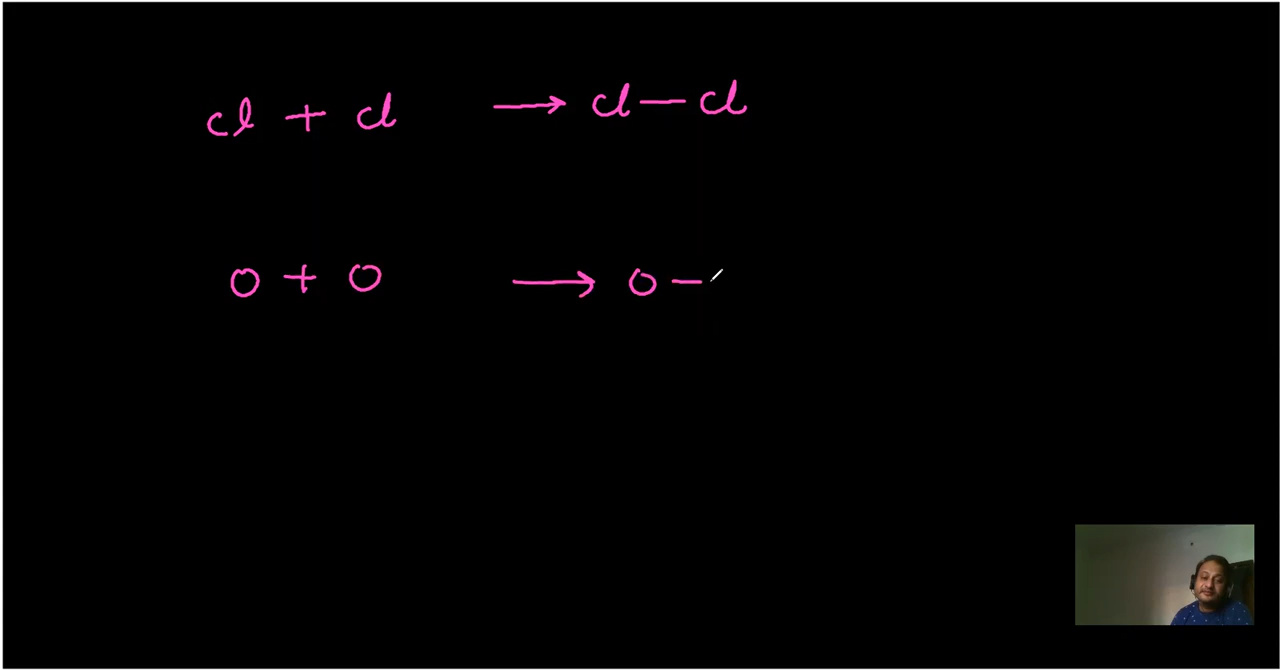 cl + cl → cl — cl
O + O → O —